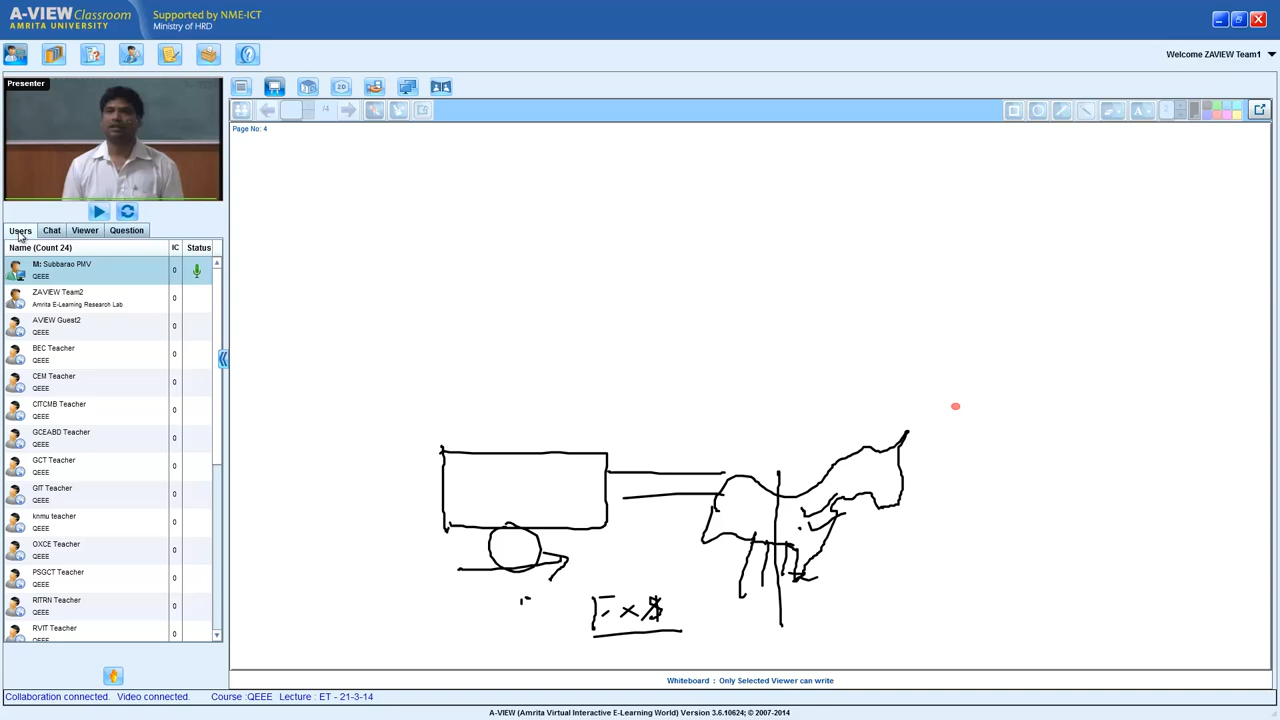 A-VIEW Classroom
AMRITA UNIVERSITY
Supported by NME-ICT
Ministry of HRD
Welcome ZAVIEW Team1
Presenter
/4
2D
A
2
Page No: 4
Users Chat Viewer Question
Name (Count 24) IC Status
M: Subbarao PMV
QEEE
0
ZAVIEW Team2
Amrita E-Learning Research Lab
0
AVIEW Guest2
QEEE
0
BEC Teacher
QEEE
0
CEM Teacher
QEEE
0
CITCMB Teacher
QEEE
0
GCEABD Teacher
QEEE
0
GCT Teacher
QEEE
0
GIT Teacher
QEEE
0
knmu teacher
QEEE
0
OXCE Teacher
QEEE
0
PSGCT Teacher
QEEE
0
RITRN Teacher
QEEE
0
RVIT Teacher
QEEE
0
Whiteboard : Only Selected Viewer can write
Collaboration connected. Video connected. Course :QEEE Lecture : ET - 21-3-14
A-VIEW (Amrita Virtual Interactive E-Learning World) Version 3.6.10624; © 2007-2014